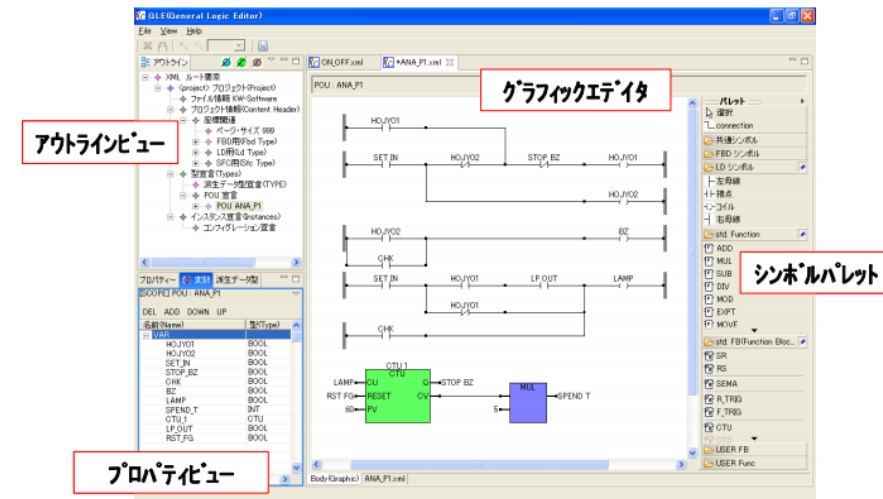 GLE(General Logic Editor)
File View Help
アウトライン
XML ルート要素
<project> プロジェクト(Project)
ファイル情報 KW-Software
プロジェクト情報(Content Header)
座標関連
ページ・サイズ 999
FBD用(Fbd Type)
LD用(Ld Type)
SFC用(Sfc Type)
型宣言(Types)
派生データ型宣言(TYPE)
POU 宣言
POU ANA_P1
インスタンス宣言(Instances)
コンフィグレーション宣言
アウトラインビュー
プロパティー 変数 派生データ型
[SCOPE] POU : ANA_P1
DEL ADD DOWN UP
名前(Name) 型(Type)
VAR
HOJYO1 BOOL
HOJYO2 BOOL
SET_IN BOOL
STOP_BZ BOOL
CHK BOOL
BZ BOOL
LAMP BOOL
SPEND_T INT
CTU_1 CTU
LP_OUT BOOL
RST_FG BOOL
プロパティビュー
ON_OFF.xml *ANA_P1.xml
POU : ANA_P1
グラフィックエディタ
HOJYO1
SET_IN HOJYO2 STOP_BZ HOJYO1
HOJYO2
HOJYO2 BZ
CHK
SET_IN HOJYO1 LP_OUT LAMP
HOJYO1
CHK
CTU_1
CTU
LAMP CU Q STOP_BZ
RST_FG RESET CV
60 PV
MUL
5
SPEND_T
Body(Graphic) ANA_P1.xml
パレット
選択
connection
共通シンボル
FBD シンボル
LD シンボル
左母線
接点
コイル
右母線
std. Function
ADD
MUL
SUB
DIV
MOD
EXPT
MOVE
std. FB(Function Bloc...
SR
RS
SEMA
R_TRIG
F_TRIG
CTU
CTD
USER FB
USER Func
シンボルパレット